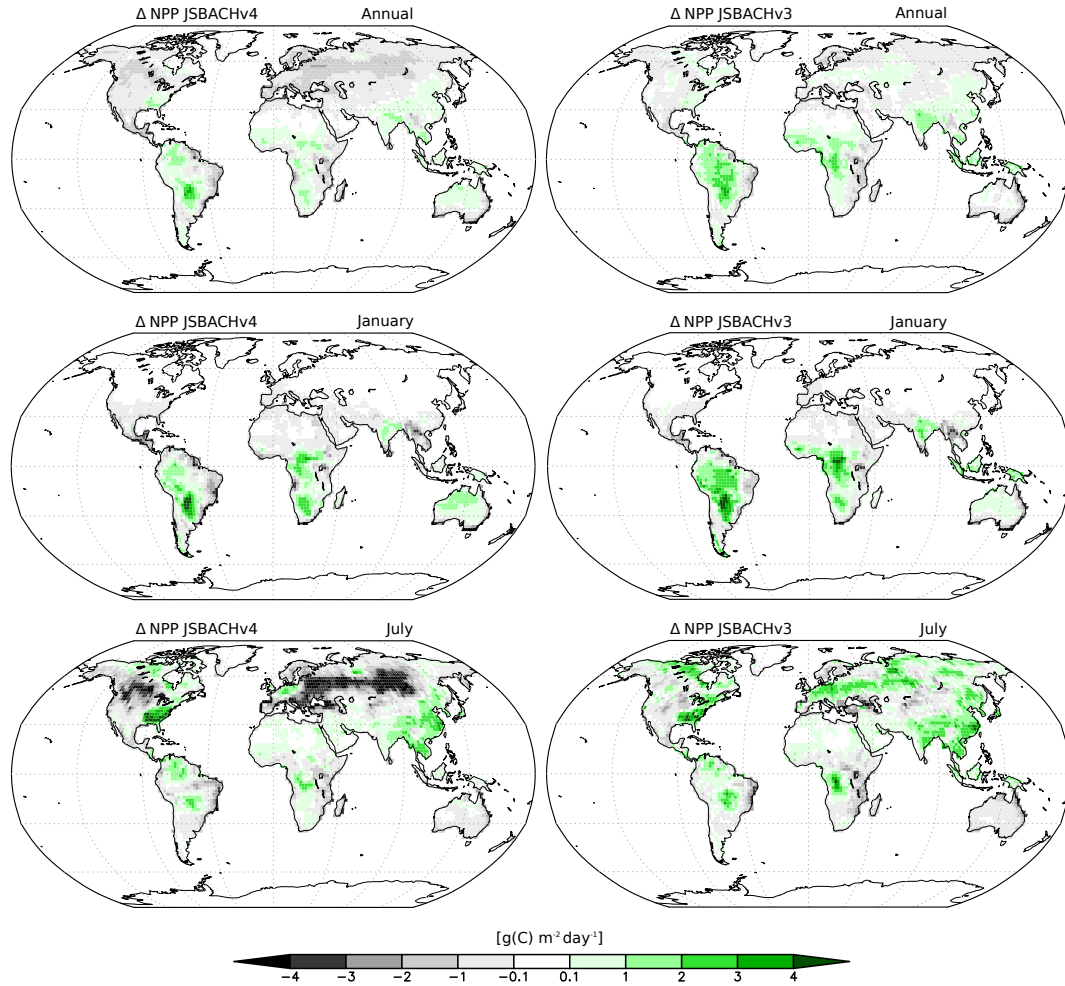 Δ NPP JSBACHv4 Annual
Δ NPP JSBACHv3 Annual
Δ NPP JSBACHv4 January
Δ NPP JSBACHv3 January
Δ NPP JSBACHv4 July
Δ NPP JSBACHv3 July
[g(C) m⁻² day⁻¹]
−4 −3 −2 −1 −0.1 0.1 1 2 3 4